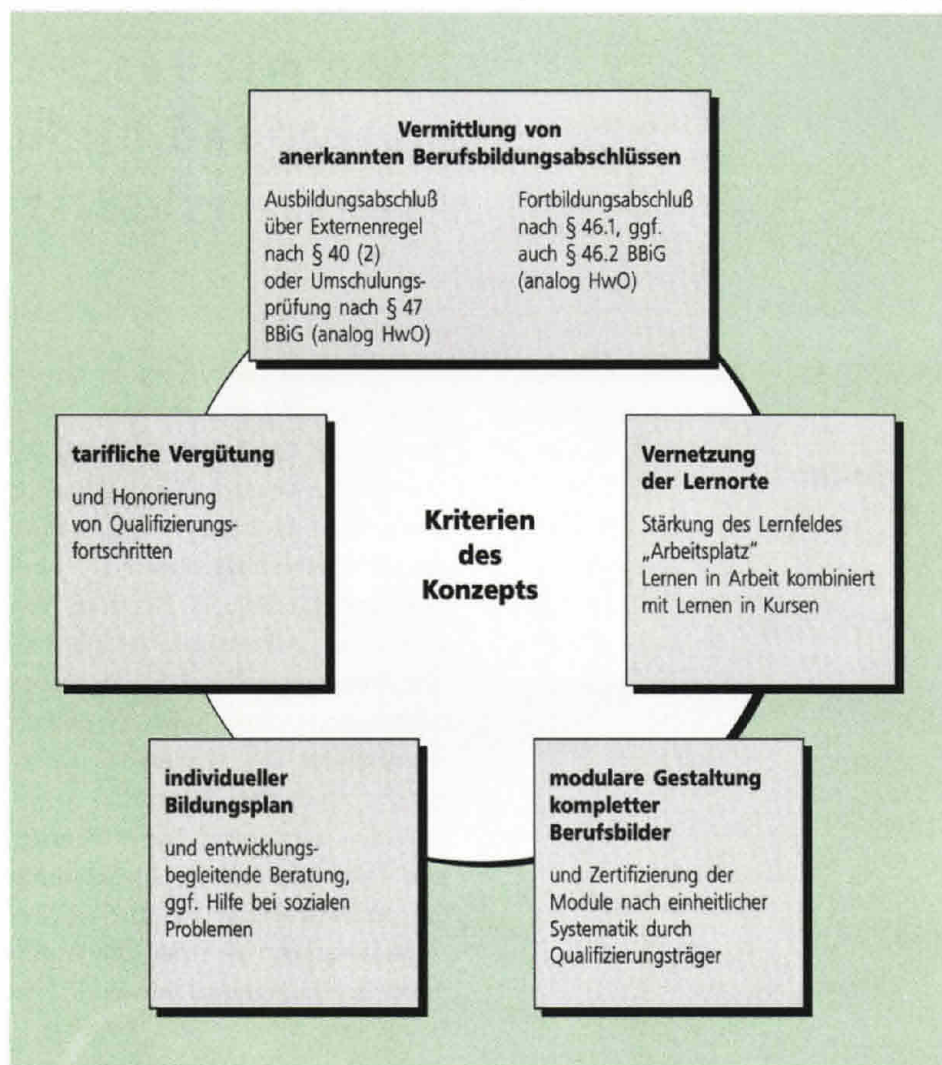 Vermittlung von
anerkannten Berufsbildungsabschlüssen
Ausbildungsabschluß
über Externenregel
nach § 40 (2)
oder Umschulungs-
prüfung nach § 47
BBiG (analog HwO)
Fortbildungsabschluß
nach § 46.1, ggf.
auch § 46.2 BBiG
(analog HwO)
tarifliche Vergütung
und Honorierung
von Qualifizierungs-
fortschritten
Kriterien
des
Konzepts
Vernetzung
der Lernorte
Stärkung des Lernfeldes
„Arbeitsplatz"
Lernen in Arbeit kombiniert
mit Lernen in Kursen
individueller
Bildungsplan
und entwicklungs-
begleitende Beratung,
ggf. Hilfe bei sozialen
Problemen
modulare Gestaltung
kompletter
Berufsbilder
und Zertifizierung der
Module nach einheitlicher
Systematik durch
Qualifizierungsträger